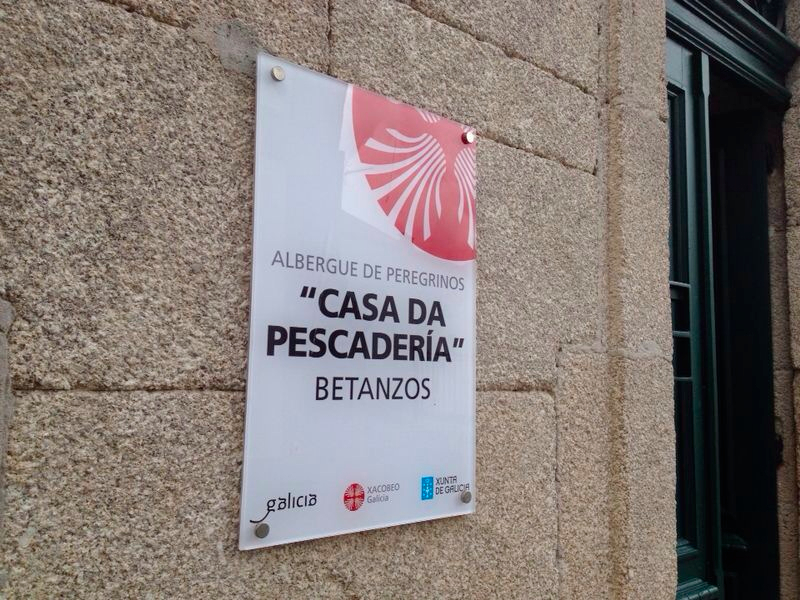 ALBERGUE DE PEREGRINOS
“CASA DA
PESCADERÍA”
BETANZOS
galicia
XACOBEO
Galicia
XUNTA
DE GALICIA